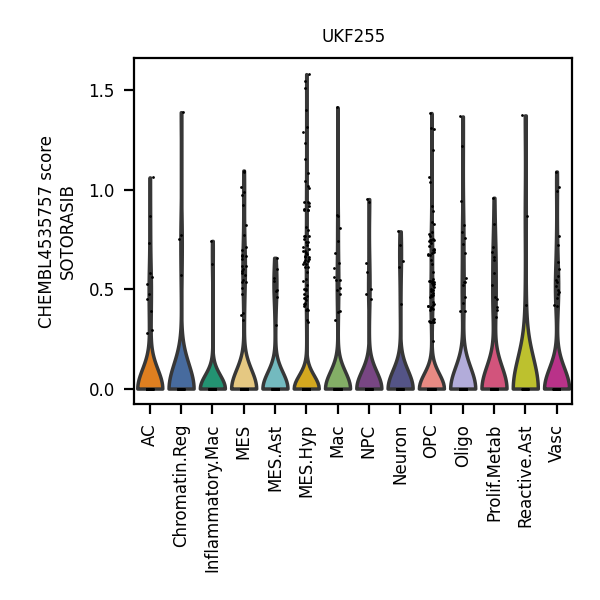 UKF255
CHEMBL4535757 score
SOTORASIB
1.5
1.0
0.5
0.0
AC
Chromatin.Reg
Inflammatory.Mac
MES
MES.Ast
MES.Hyp
Mac
NPC
Neuron
OPC
Oligo
Prolif.Metab
Reactive.Ast
Vasc